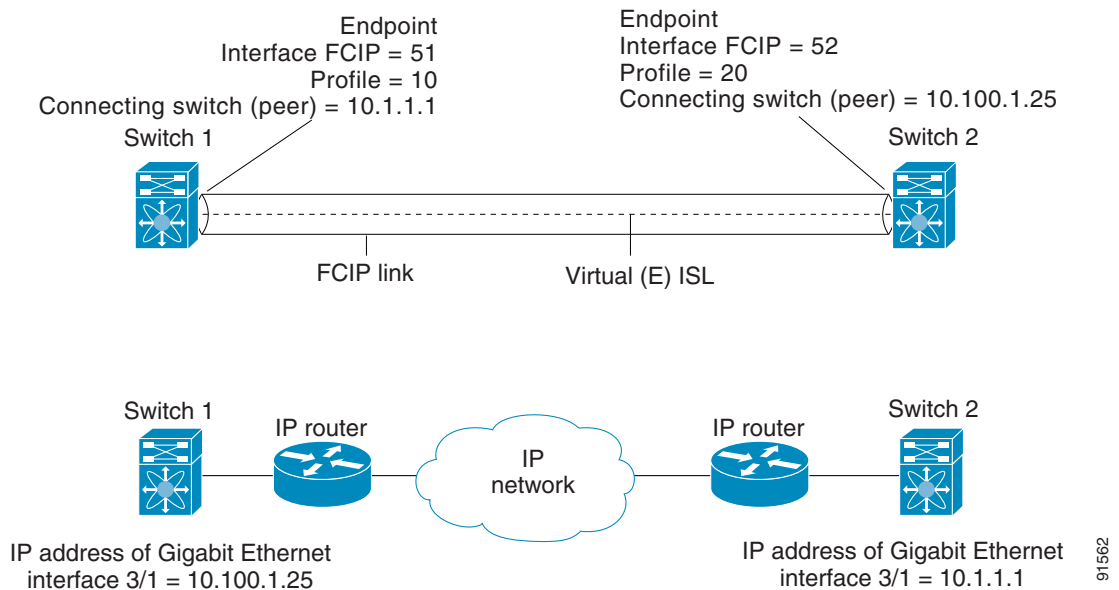 Endpoint
Interface FCIP = 51
Profile = 10
Connecting switch (peer) = 10.1.1.1
Switch 1
Endpoint
Interface FCIP = 52
Profile = 20
Connecting switch (peer) = 10.100.1.25
Switch 2
FCIP link
Virtual (E) ISL
Switch 1
IP router
IP
network
IP router
Switch 2
IP address of Gigabit Ethernet
interface 3/1 = 10.100.1.25
IP address of Gigabit Ethernet
interface 3/1 = 10.1.1.1
91562